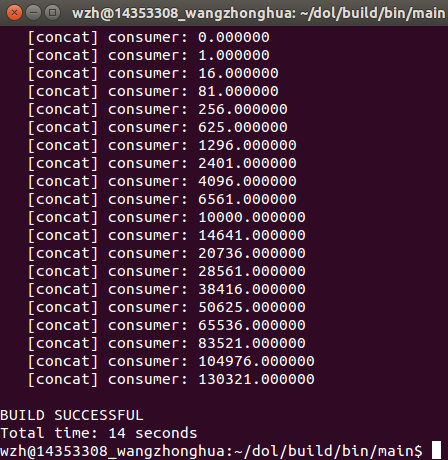 wzh@14353308_wangzhonghua: ~/dol/build/bin/main
[concat] consumer: 0.000000
[concat] consumer: 1.000000
[concat] consumer: 16.000000
[concat] consumer: 81.000000
[concat] consumer: 256.000000
[concat] consumer: 625.000000
[concat] consumer: 1296.000000
[concat] consumer: 2401.000000
[concat] consumer: 4096.000000
[concat] consumer: 6561.000000
[concat] consumer: 10000.000000
[concat] consumer: 14641.000000
[concat] consumer: 20736.000000
[concat] consumer: 28561.000000
[concat] consumer: 38416.000000
[concat] consumer: 50625.000000
[concat] consumer: 65536.000000
[concat] consumer: 83521.000000
[concat] consumer: 104976.000000
[concat] consumer: 130321.000000
BUILD SUCCESSFUL
Total time: 14 seconds
wzh@14353308_wangzhonghua:~/dol/build/bin/main$